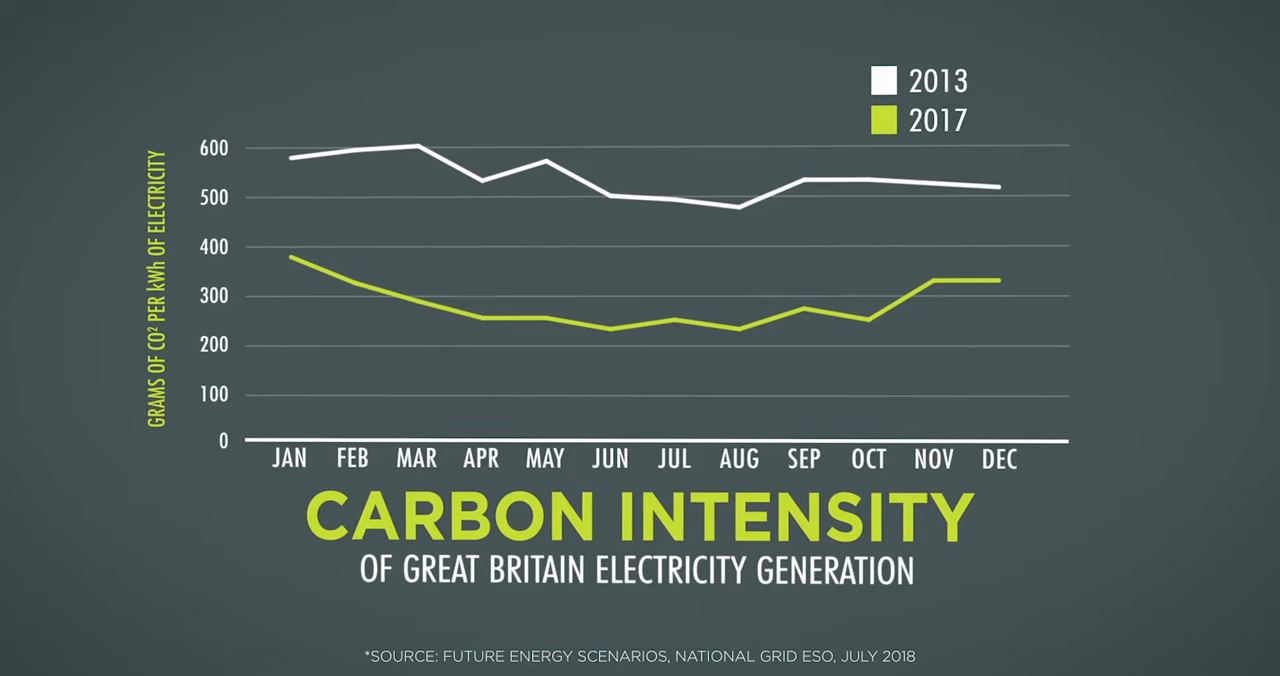 2013
2017
GRAMS OF CO² PER kWh OF ELECTRICITY
600
500
400
300
200
100
0
JAN FEB MAR APR MAY JUN JUL AUG SEP OCT NOV DEC
CARBON INTENSITY
OF GREAT BRITAIN ELECTRICITY GENERATION
*SOURCE: FUTURE ENERGY SCENARIOS, NATIONAL GRID ESO, JULY 2018